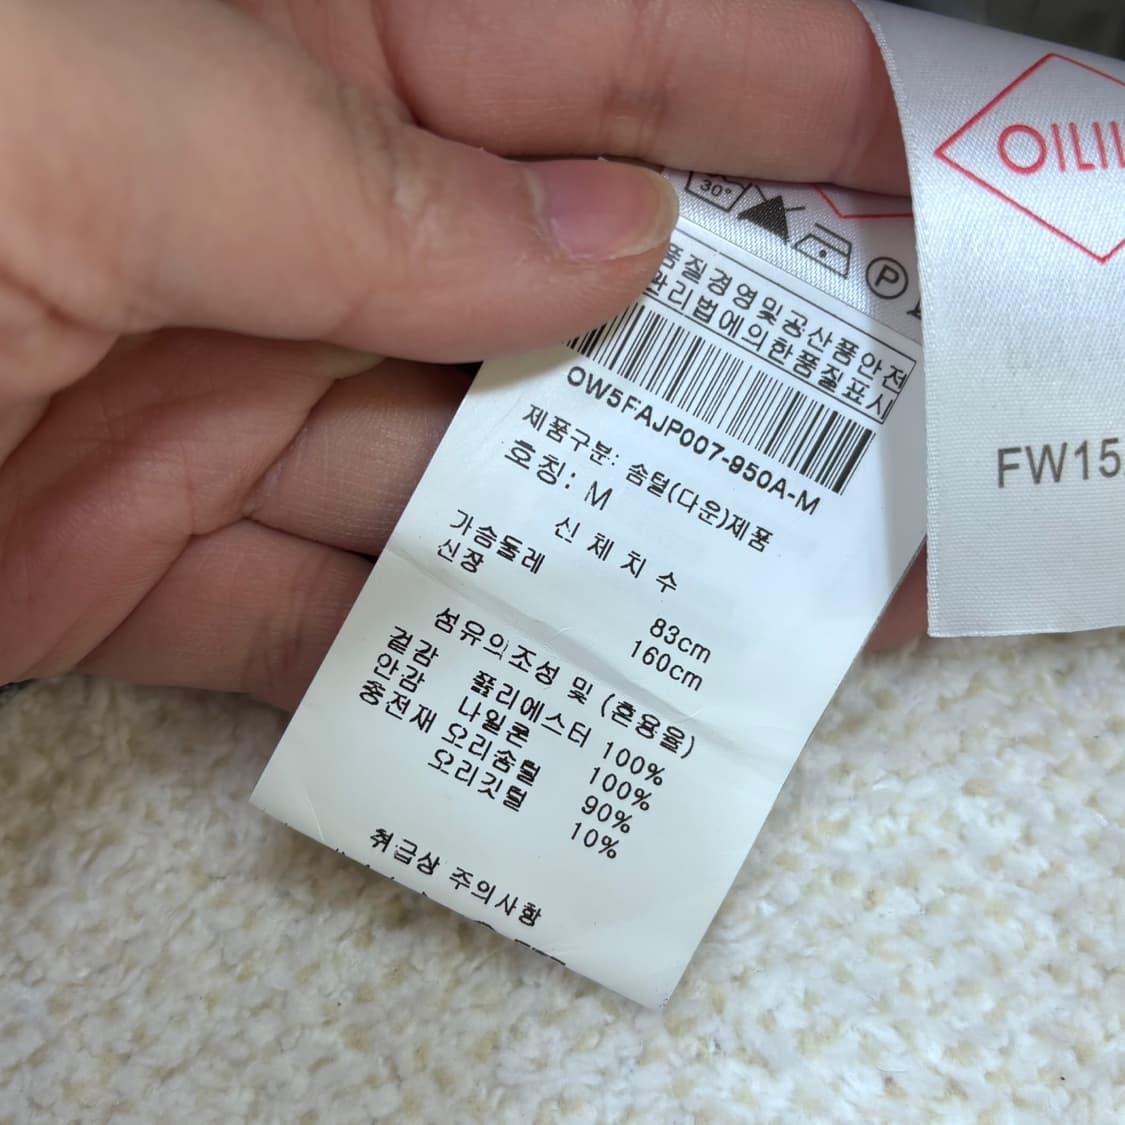 OILIL
FW15
30°
P
품질경영및공산품안전
관리법에의한품질표시
OW5FAJP007-950A-M
제품구분: 솜털(다운)제품
호칭: M
신체치수
가슴둘레 83cm
신장 160cm
섬유의조성 및 (혼용율)
겉감 폴리에스터 100%
안감 나일론 100%
충전재 오리솜털 90%
오리깃털 10%
취급상 주의사항